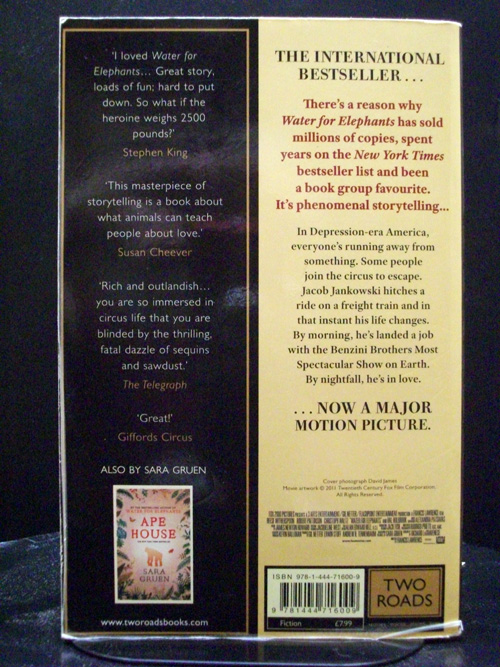 'I loved Water for
Elephants... Great story,
loads of fun; hard to put
down. So what if the
heroine weighs 2500
pounds?'
Stephen King
'This masterpiece of
storytelling is a book about
what animals can teach
people about love.'
Susan Cheever
'Rich and outlandish...
you are so immersed in
circus life that you are
blinded by the thrilling,
fatal dazzle of sequins
and sawdust.'
The Telegraph
'Great!'
Giffords Circus
ALSO BY SARA GRUEN
APE
HOUSE
SARA
GRUEN
www.tworoadsbooks.com
THE INTERNATIONAL
BESTSELLER...
There's a reason why
Water for Elephants has sold
millions of copies, spent
years on the New York Times
bestseller list and been
a book group favourite.
It's phenomenal storytelling...
In Depression-era America,
everyone's running away from
something. Some people
join the circus to escape.
Jacob Jankowski hitches a
ride on a freight train and in
that instant his life changes.
By morning, he's landed a job
with the Benzini Brothers Most
Spectacular Show on Earth.
By nightfall, he's in love.
...NOW A MAJOR
MOTION PICTURE.
Cover photograph David James
Movie artwork © 2011 Twentieth Century Fox Film Corporation.
All Rights Reserved.
ISBN 978-1-444-71600-9
9 781444 716009
Fiction £7.99
TWO
ROADS